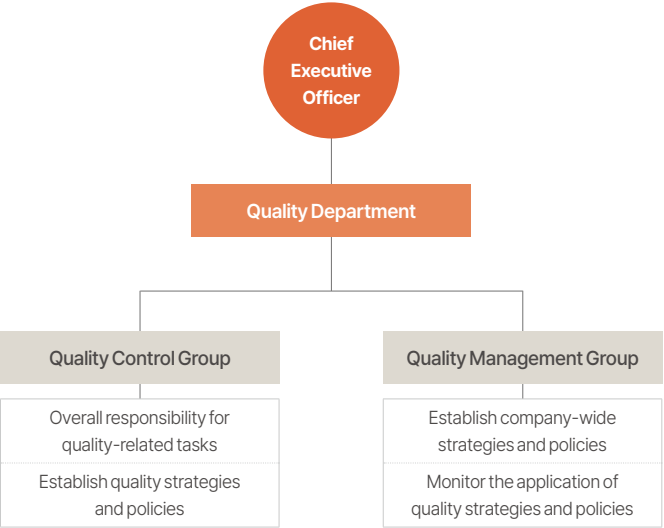 Chief
Executive
Officer
Quality Department
Quality Control Group
Overall responsibility for
quality-related tasks
Establish quality strategies
and policies
Quality Management Group
Establish company-wide
strategies and policies
Monitor the application of
quality strategies and policies